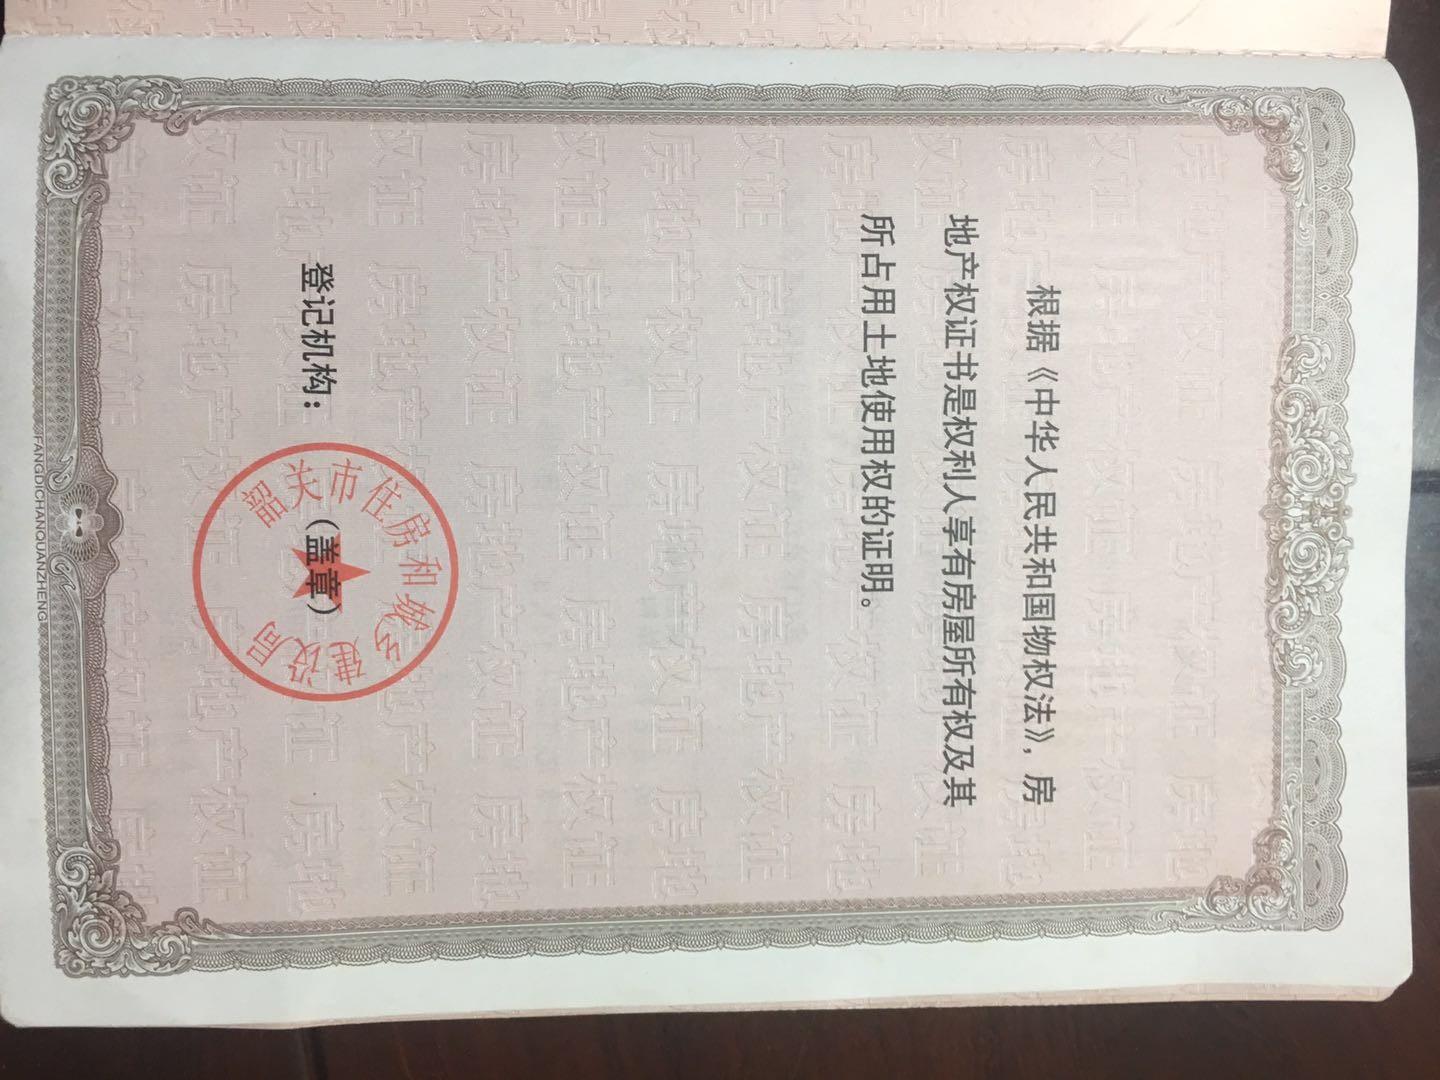 根据《中华人民共和国物权法》，房
地产权证书是权利人享有房屋所有权及其
所占用土地使用权的证明。
登记机构：
（盖章）
韶关市住房和城乡建设局
FANGDICHANQUANZHENG